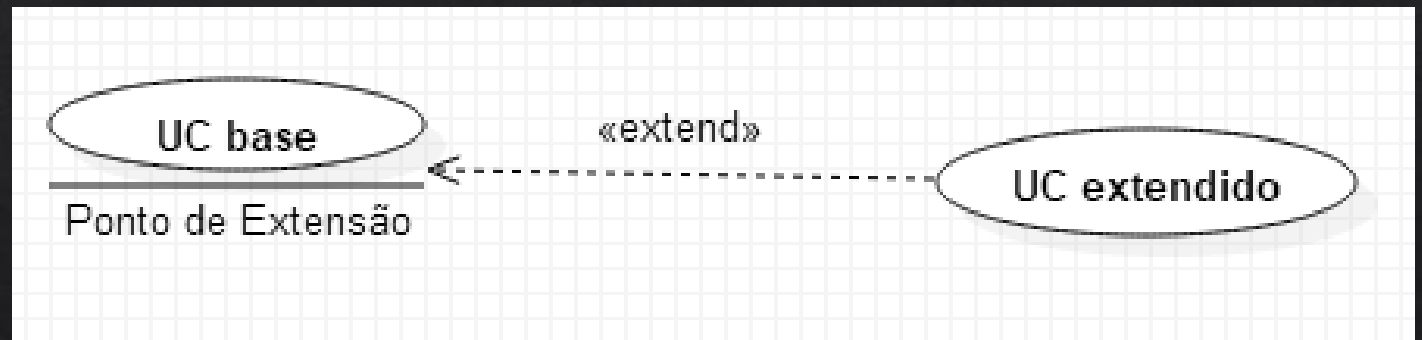 UC base
«extend»
UC extendido
Ponto de Extensão